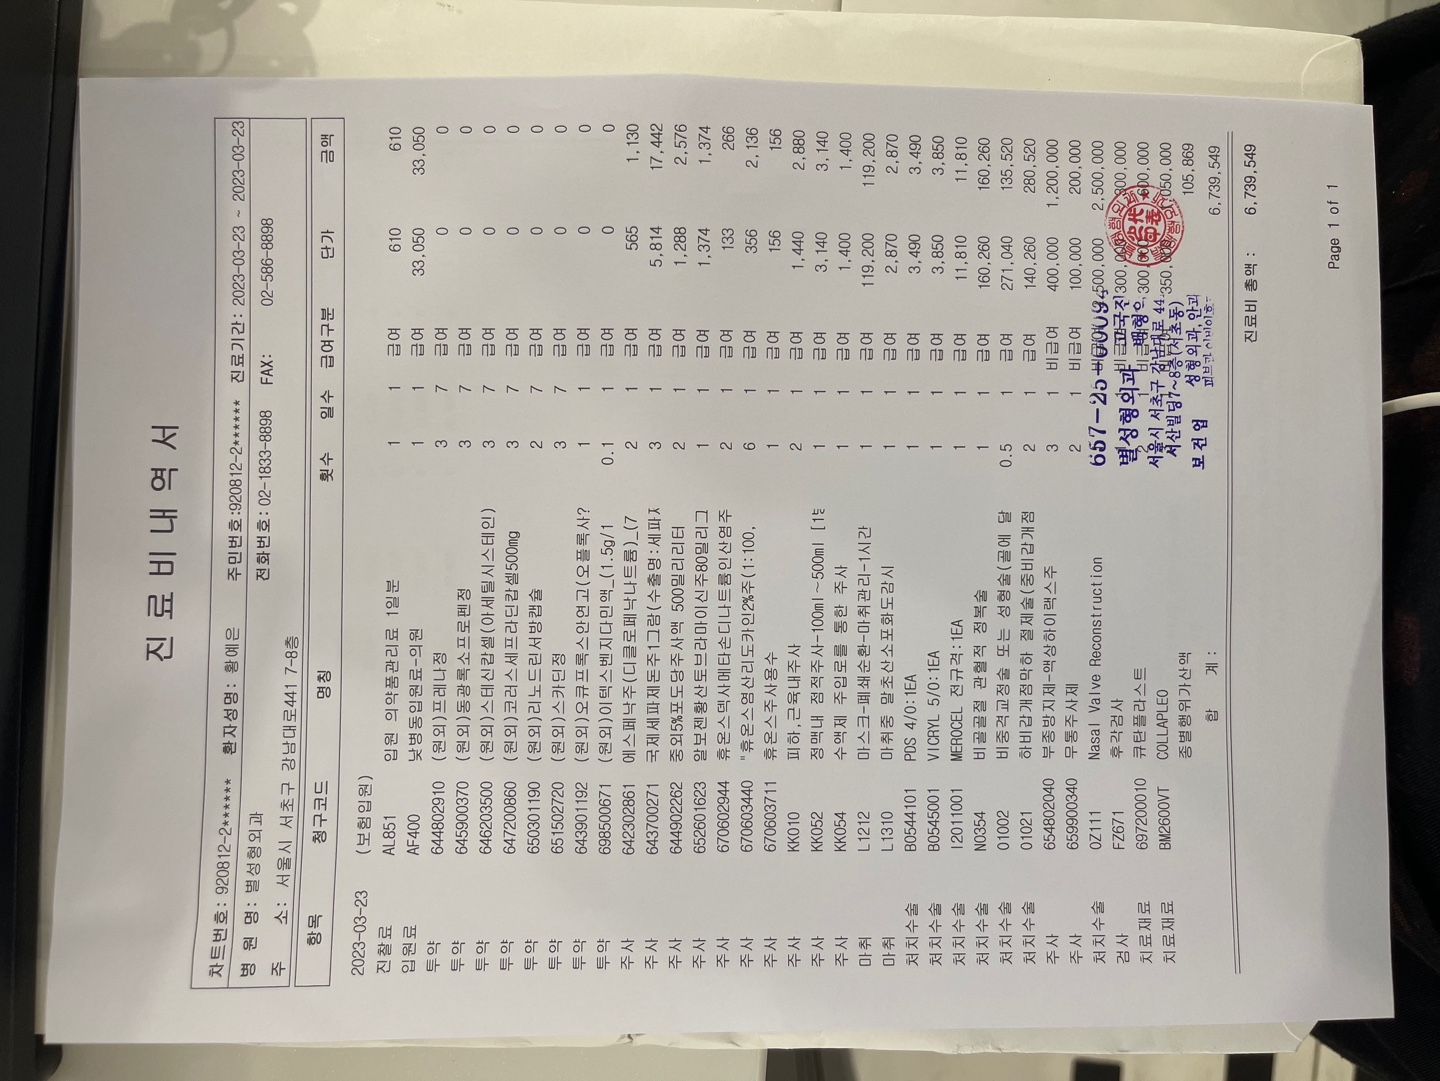 진료비내역서
차트번호: 920812-2****** 환자성명: 황예은 주민번호:920812-2****** 진료기간: 2023-03-23 ~ 2023-03-23
병 원 명: 별성형외과 전화번호: 02-1833-8898 FAX: 02-586-8898
주 소: 서울시 서초구 강남대로441 7-8층
항목 청구코드 명칭 횟수 일수 급여구분 단가 금액
2023-03-23 (보험입원)
진찰료 AL851 입원 의약품관리료 1일분 1 1 급여 610 610
입원료 AF400 낮병동입원료-의원 1 1 급여 33,050 33,050
투약 644802910 (원외)프레나정 3 7 급여 0 0
투약 645900370 (원외)동광록소프로펜정 3 7 급여 0 0
투약 646203500 (원외)스테신캅셀(아세틸시스테인) 3 7 급여 0 0
투약 647200860 (원외)코러스세프라딘캅셀500mg 3 7 급여 0 0
투약 650301190 (원외)리노드린서방캡슐 2 7 급여 0 0
투약 651502720 (원외)스카딘정 3 7 급여 0 0
투약 643901192 (원외)오큐프록스안연고(오플록사? 1 1 급여 0 0
투약 698500671 (원외)이텍스벤지다민액_(1.5g/1 0.1 1 급여 0 0
주사 642302861 에스페낙주(디클로페낙나트륨)_(7 2 1 급여 565 1,130
주사 643700271 국제세파제돈주1그람(수출명:세파 3 1 급여 5,814 17,442
주사 644902262 중외5%포도당주사액 500밀리리터 2 1 급여 1,288 2,576
주사 652601623 알보젠황산토브라마이신주80밀리그 1 1 급여 1,374 1,374
주사 670602944 휴온스덱사메타손디나트륨인산염주 2 1 급여 133 266
주사 670603440 "휴온스염산리도카인2%주(1:100, 6 1 급여 356 2,136
주사 670603711 휴온스주사용수 1 1 급여 156 156
주사 KK010 피하,근육내주사 2 1 급여 1,440 2,880
주사 KK052 정맥내 점적주사-100ml~500ml [1 1 1 급여 3,140 3,140
주사 KK054 수액제 주입로를 통한 주사 1 1 급여 1,400 1,400
마취 L1212 마스크-폐쇄순환-마취관리-1시간 1 1 급여 119,200 119,200
마취 L1310 마취중 말초산소포화도감시 1 1 급여 2,870 2,870
처치수술 B0544101 PDS 4/0:1EA 1 1 급여 3,490 3,490
처치수술 B0545001 VICRYL 5/0:1EA 1 1 급여 3,850 3,850
처치수술 I2011001 MEROCEL 전규격:1EA 1 1 급여 11,810 11,810
처치수술 N0354 비골골절 관혈적 정복술 1 1 급여 160,260 160,260
처치수술 O1002 비중격교정술 또는 성형술(골에 달 0.5 1 급여 271,040 135,520
처치수술 O1021 하비갑개점막하 절제술(중비갑개점 2 1 급여 140,260 280,520
주사 654802040 부종방지제-액상하이랙스주 3 1 비급여 400,000 1,200,000
주사 659900340 무통주사제 2 1 비급여 100,000 200,000
처치수술 OZ111 Nasal Valve Reconstruction 비급여 2,500,000 2,500,000
검사 FZ671 후각검사 비급여 300,000 300,000
치료재료 697200010 큐탄플라스트 비급여 300,000 600,000
치료재료 BM2600VT COLLAPLEO 비급여 350,000 1,050,000
종별행위가산액 105,869
합 계: 6,739,549
진료비 총액 : 6,739,549
657-25-
별성형외과 고국진
백형
서울시 서초구 강남대로 44
서산빌딩7~8층(서초동)
보건업 성형외과,안과
Page 1 of 1